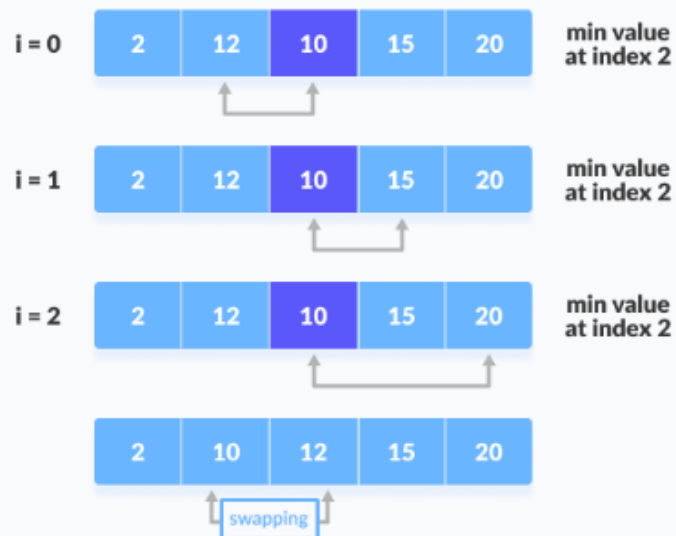 i = 0 2 12 10 15 20 min value
at index 2
i = 1 2 12 10 15 20 min value
at index 2
i = 2 2 12 10 15 20 min value
at index 2
2 10 12 15 20
swapping